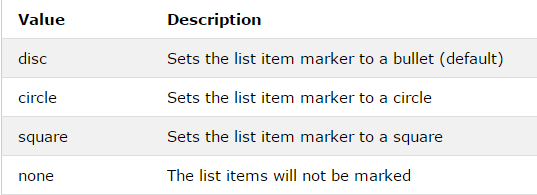 Value Description
disc Sets the list item marker to a bullet (default)
circle Sets the list item marker to a circle
square Sets the list item marker to a square
none The list items will not be marked